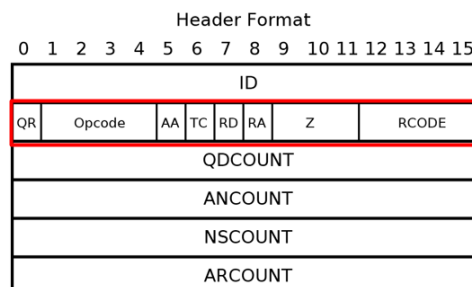 Header Format
0 1 2 3 4 5 6 7 8 9 10 11 12 13 14 15
ID
QR Opcode AA TC RD RA Z RCODE
QDCOUNT
ANCOUNT
NSCOUNT
ARCOUNT